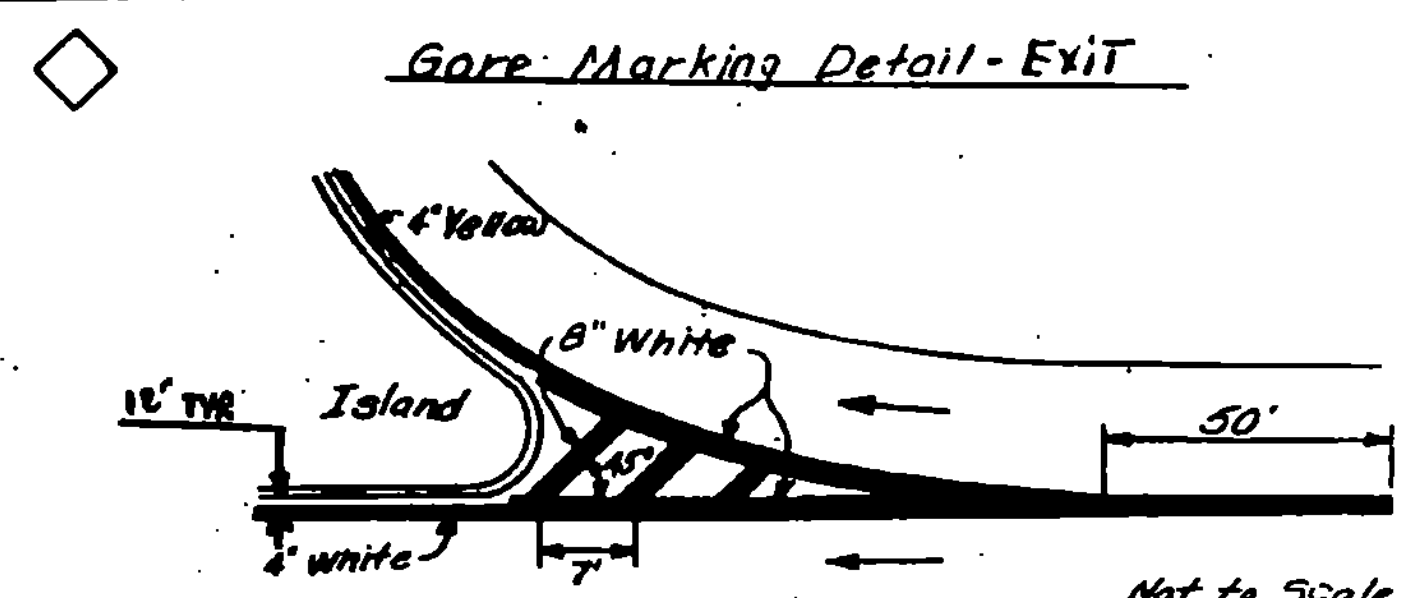 Gore Marking Detail - Exit
4" Yellow
8" White
12" TYP.
Island
50'
45°
4" White
7'
Not to Scale